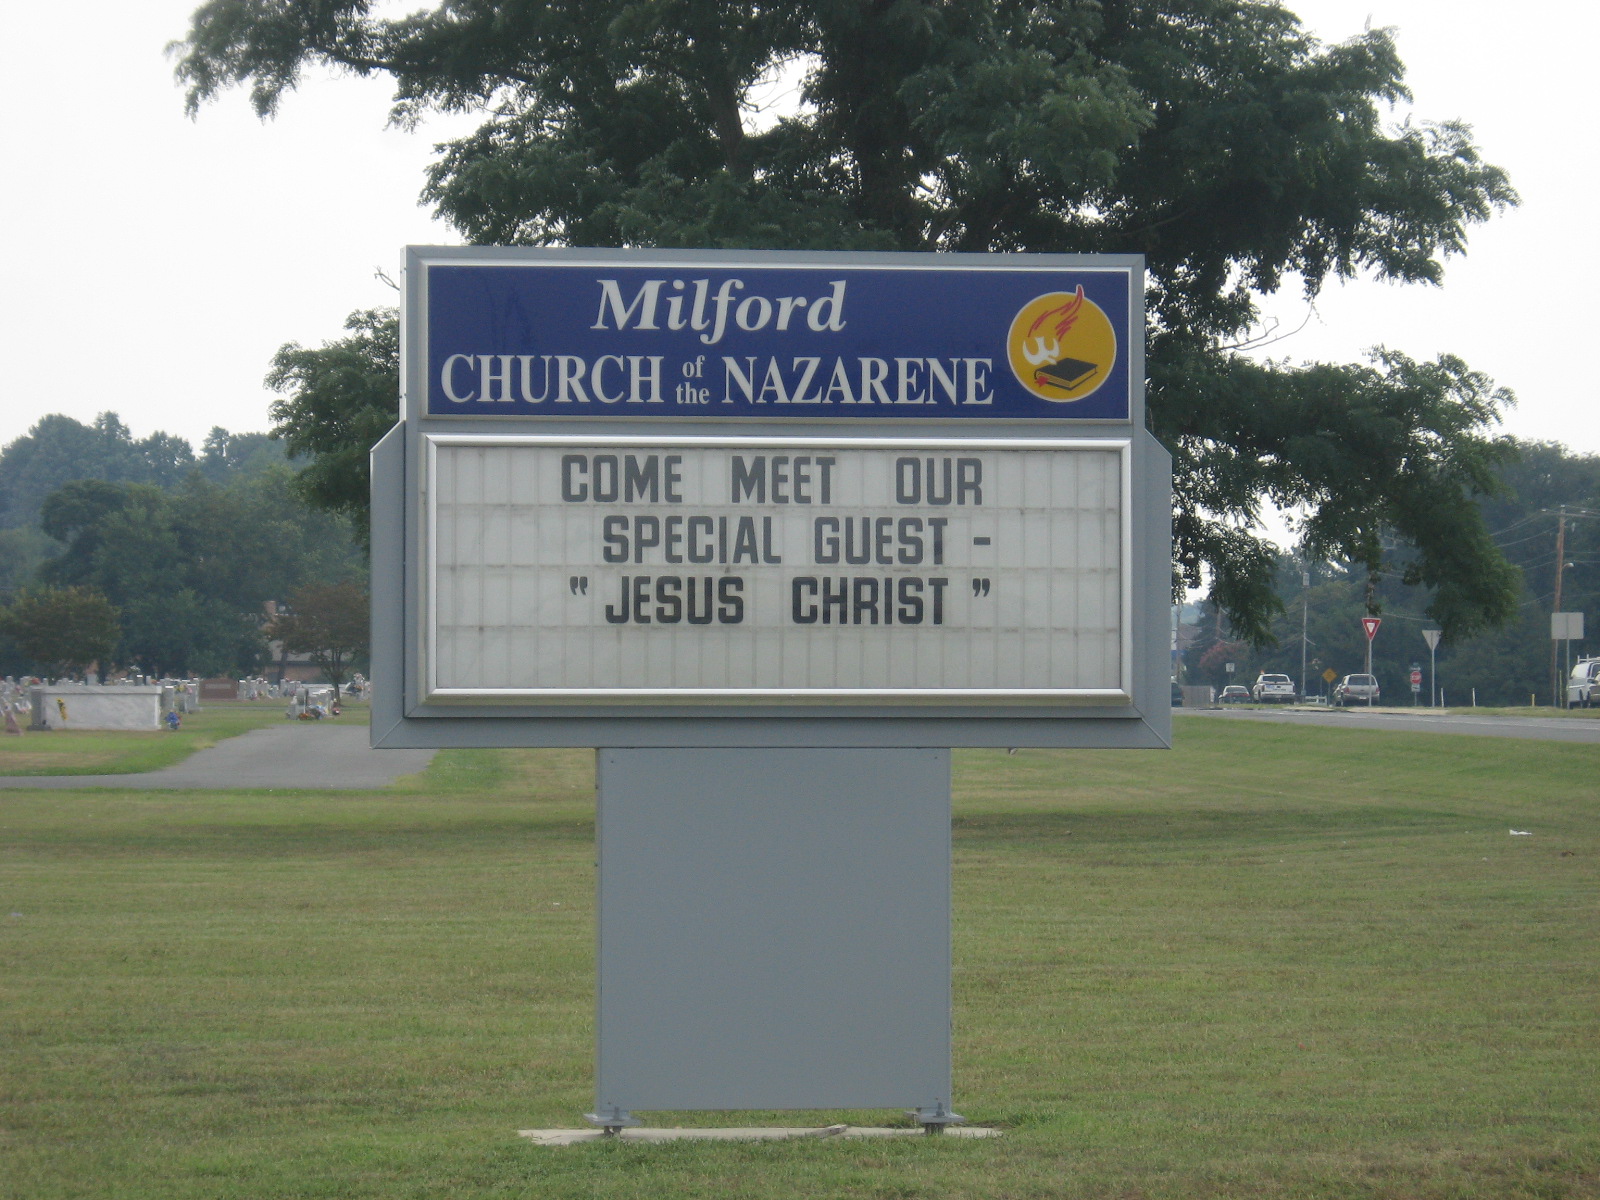 Milford
CHURCH of the NAZARENE
COME MEET OUR
SPECIAL GUEST -
"JESUS CHRIST"